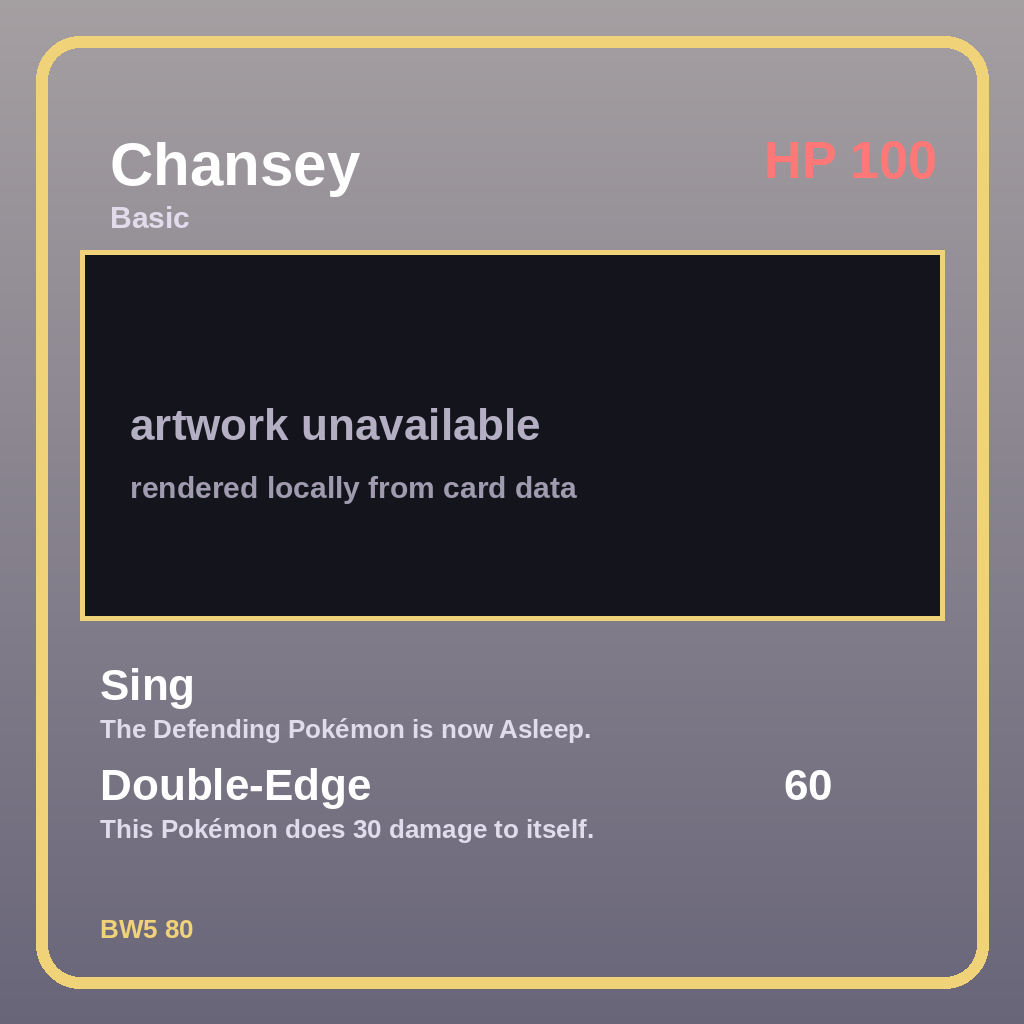 Chansey
HP 100
Basic
artwork unavailable
rendered locally from card data
Sing
The Defending Pokémon is now Asleep.
Double-Edge 60
This Pokémon does 30 damage to itself.
BW5 80